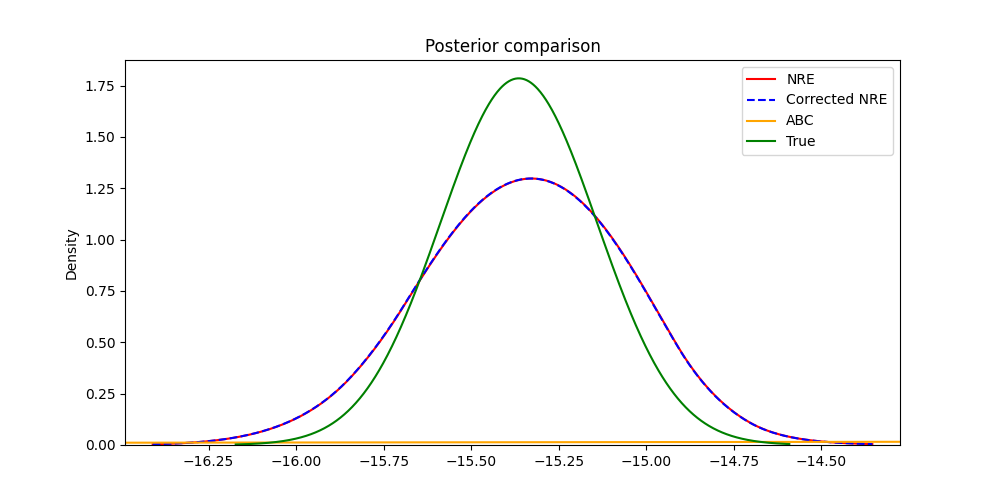 Posterior comparison
NRE
Corrected NRE
ABC
True
Density
1.75
1.50
1.25
1.00
0.75
0.50
0.25
0.00
−16.25 −16.00 −15.75 −15.50 −15.25 −15.00 −14.75 −14.50